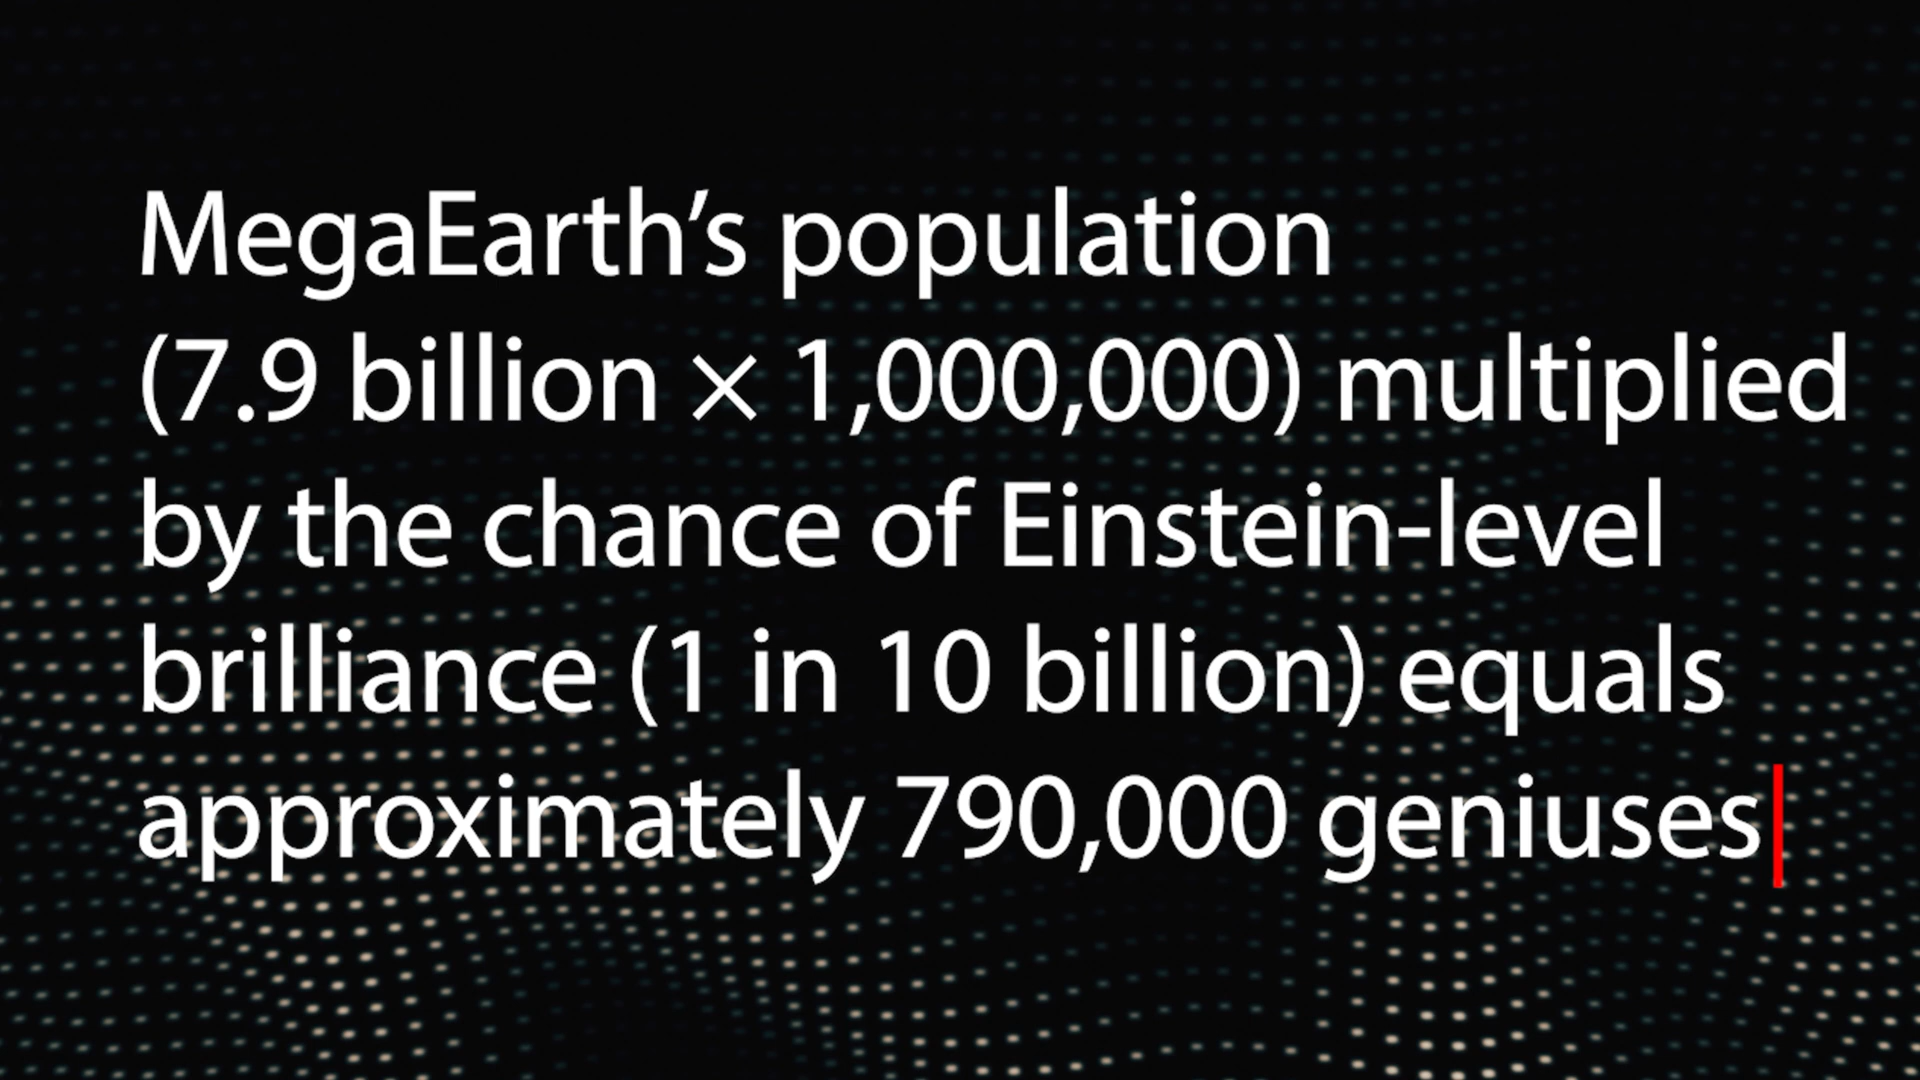 MegaEarth’s population
(7.9 billion × 1,000,000) multiplied
by the chance of Einstein-level
brilliance (1 in 10 billion) equals
approximately 790,000 geniuses